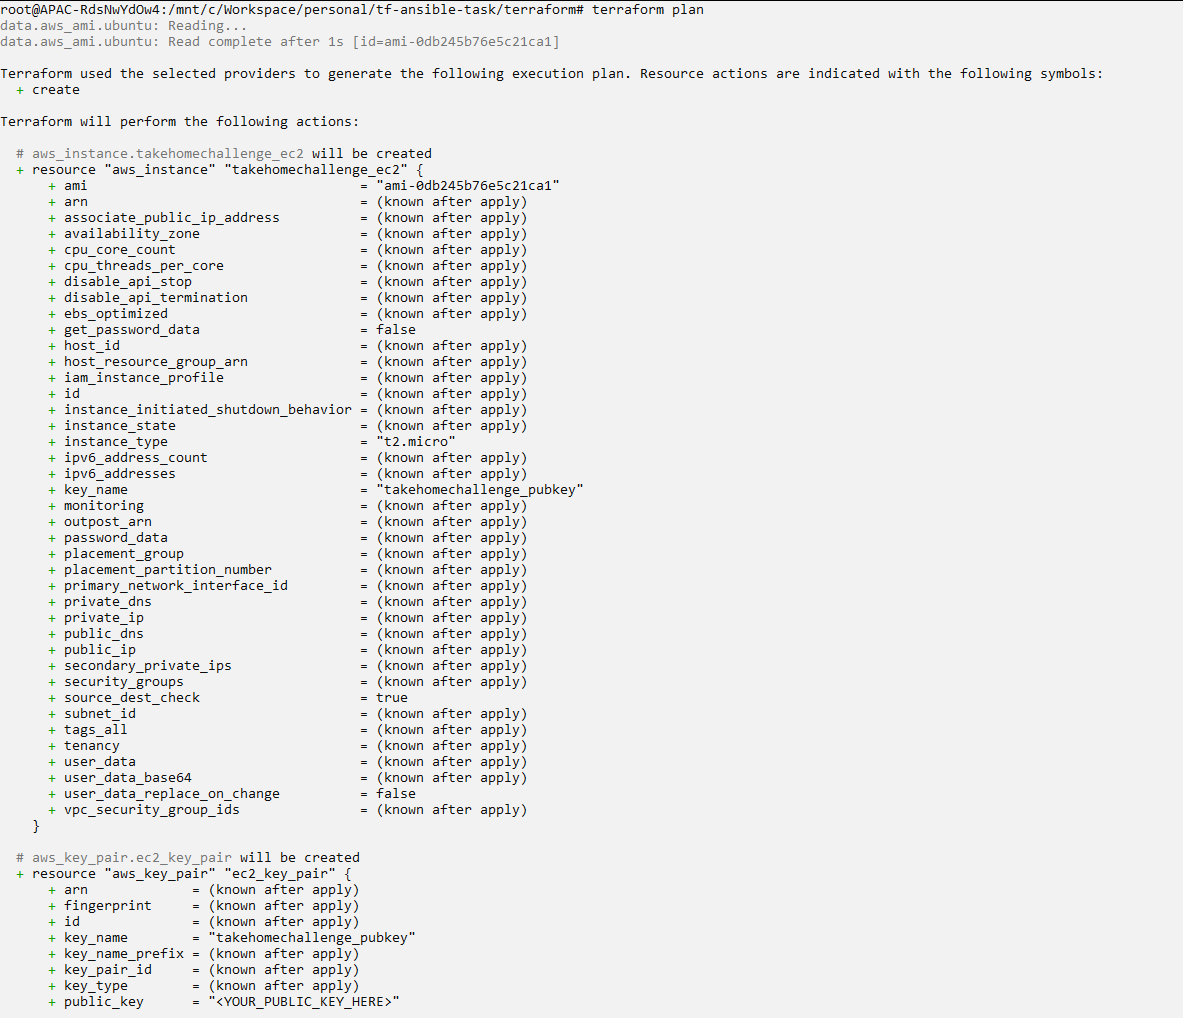 root@APAC-RdsNwYdOw4:/mnt/c/Workspace/personal/tf-ansible-task/terraform# terraform plan
data.aws_ami.ubuntu: Reading...
data.aws_ami.ubuntu: Read complete after 1s [id=ami-0db245b76e5c21ca1]
Terraform used the selected providers to generate the following execution plan. Resource actions are indicated with the following symbols:
+ create
Terraform will perform the following actions:
# aws_instance.takehomechallenge_ec2 will be created
+ resource "aws_instance" "takehomechallenge_ec2" {
+ ami = "ami-0db245b76e5c21ca1"
+ arn = (known after apply)
+ associate_public_ip_address = (known after apply)
+ availability_zone = (known after apply)
+ cpu_core_count = (known after apply)
+ cpu_threads_per_core = (known after apply)
+ disable_api_stop = (known after apply)
+ disable_api_termination = (known after apply)
+ ebs_optimized = (known after apply)
+ get_password_data = false
+ host_id = (known after apply)
+ host_resource_group_arn = (known after apply)
+ iam_instance_profile = (known after apply)
+ id = (known after apply)
+ instance_initiated_shutdown_behavior = (known after apply)
+ instance_state = (known after apply)
+ instance_type = "t2.micro"
+ ipv6_address_count = (known after apply)
+ ipv6_addresses = (known after apply)
+ key_name = "takehomechallenge_pubkey"
+ monitoring = (known after apply)
+ outpost_arn = (known after apply)
+ password_data = (known after apply)
+ placement_group = (known after apply)
+ placement_partition_number = (known after apply)
+ primary_network_interface_id = (known after apply)
+ private_dns = (known after apply)
+ private_ip = (known after apply)
+ public_dns = (known after apply)
+ public_ip = (known after apply)
+ secondary_private_ips = (known after apply)
+ security_groups = (known after apply)
+ source_dest_check = true
+ subnet_id = (known after apply)
+ tags_all = (known after apply)
+ tenancy = (known after apply)
+ user_data = (known after apply)
+ user_data_base64 = (known after apply)
+ user_data_replace_on_change = false
+ vpc_security_group_ids = (known after apply)
}
# aws_key_pair.ec2_key_pair will be created
+ resource "aws_key_pair" "ec2_key_pair" {
+ arn = (known after apply)
+ fingerprint = (known after apply)
+ id = (known after apply)
+ key_name = "takehomechallenge_pubkey"
+ key_name_prefix = (known after apply)
+ key_pair_id = (known after apply)
+ key_type = (known after apply)
+ public_key = "<YOUR_PUBLIC_KEY_HERE>"